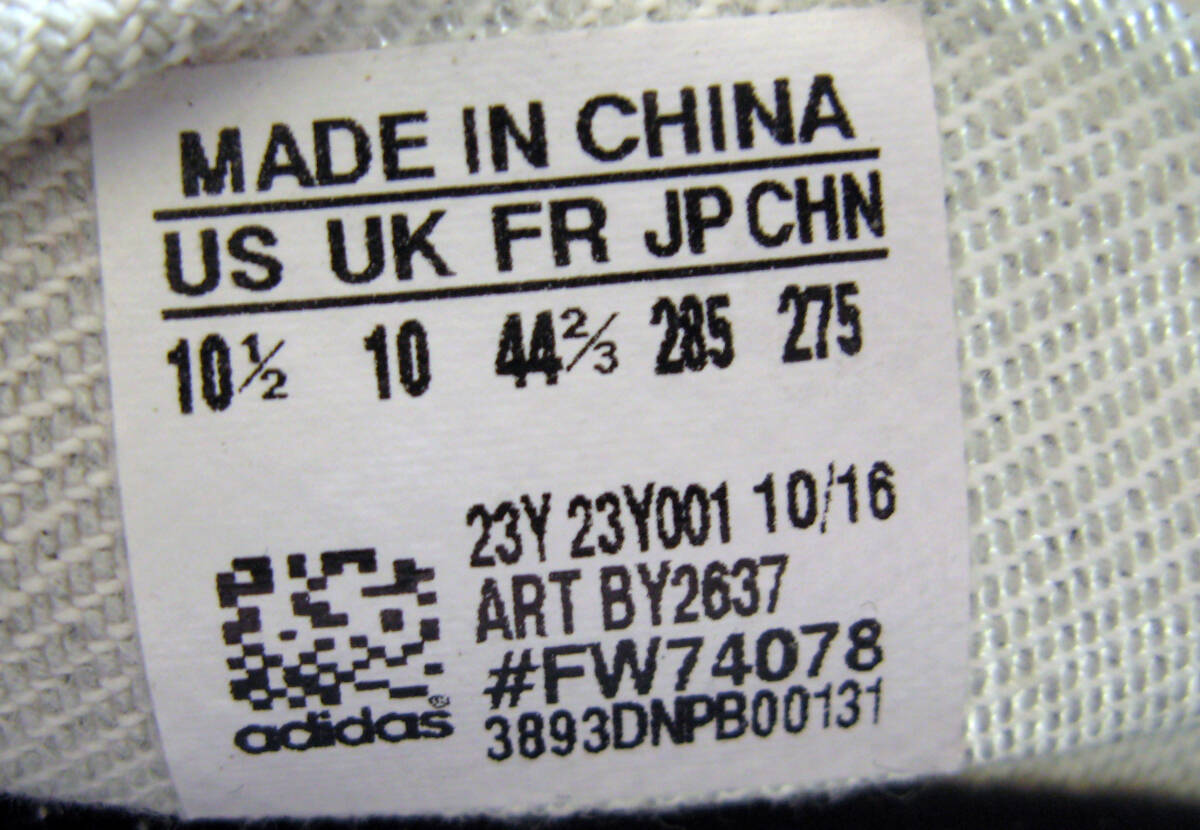 MADE IN CHINA
US UK FR JP CHN
10½ 10 44⅔ 285 275
23Y 23Y001 10/16
ART BY2637
#FW74078
3893DNPB00131
adidas®